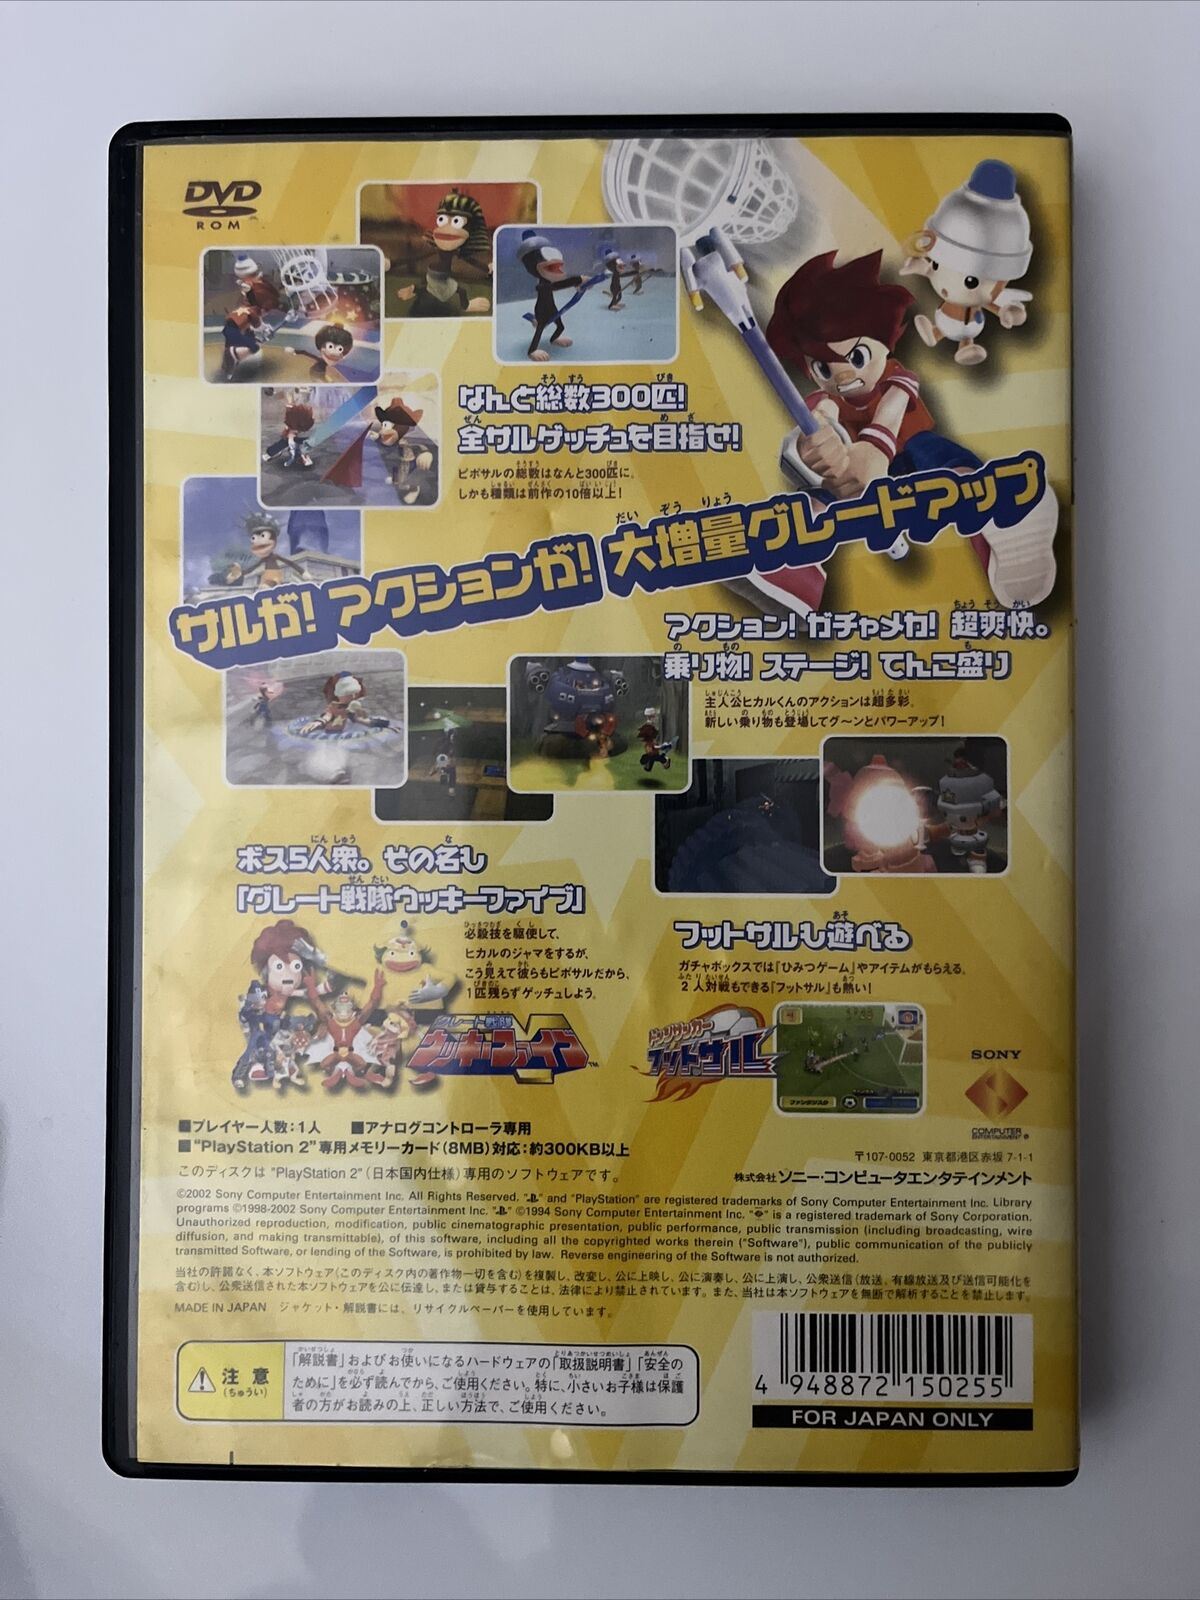 DVD
ROM
なんと総数300匹!
全サルゲッチュを目指せ!
ピポサルの総数はなんと300匹に。
しかも種類は前作の10倍以上!
サルが! アクションが! 大増量グレードアップ
アクション! ガチャメカ! 超爽快。
乗り物! ステージ! てんこ盛り
主人公ヒカルくんのアクションは超多彩。
新しい乗り物も登場してグ〜ンとパワーアップ!
ボス5人衆。その名も
「グレート戦隊ウッキーファイブ」
必殺技を駆使して、
ヒカルのジャマをするが、
こう見えて彼らもピポサルだから、
1匹残らずゲッチュしよう。
グレート戦隊
ウッキーファイブ™
フットサルも遊べる
ガチャボックスでは『ひみつゲーム』やアイテムがもらえる。
2人対戦もできる『フットサル』も熱い!
ドンサッカー
フットサル
SONY
COMPUTER
ENTERTAINMENT ®
■プレイヤー人数:1人 ■アナログコントローラ専用
■"PlayStation 2"専用メモリーカード(8MB)対応:約300KB以上
このディスクは "PlayStation 2"(日本国内仕様)専用のソフトウェアです。
〒107-0052 東京都港区赤坂 7-1-1
株式会社 ソニー・コンピュータエンタテインメント
©2002 Sony Computer Entertainment Inc. All Rights Reserved. " " and "PlayStation" are registered trademarks of Sony Computer Entertainment Inc. Library
programs ©1998-2002 Sony Computer Entertainment Inc. " " ©1994 Sony Computer Entertainment Inc. " " is a registered trademark of Sony Corporation.
Unauthorized reproduction, modification, public cinematographic presentation, public performance, public transmission (including broadcasting, wire
diffusion, and making transmittable), of this software, including all the copyrighted works therein ("Software"), public communication of the publicly
transmitted Software, or lending of the Software, is prohibited by law. Reverse engineering of the Software is not authorized.
当社の許諾なく、本ソフトウェア(このディスク内の著作物一切を含む)を複製し、改変し、公に上映し、公に演奏し、公に上演し、公衆送信(放送、有線放送及び送信可能化を
含む)し、公衆送信された本ソフトウェアを公に伝達し、または貸与することは、法律により禁止されています。また、当社は本ソフトウェアを無断で解析することを禁止します。
MADE IN JAPAN ジャケット・解説書には、リサイクルペーパーを使用しています。
注意
(ちゅうい)
「解説書」およびお使いになるハードウェアの「取扱説明書」「安全の
ために」を必ず読んでから、ご使用ください。特に、小さいお子様は保護
者の方がお読みの上、正しい方法で、ご使用ください。
4 948872 150255
FOR JAPAN ONLY